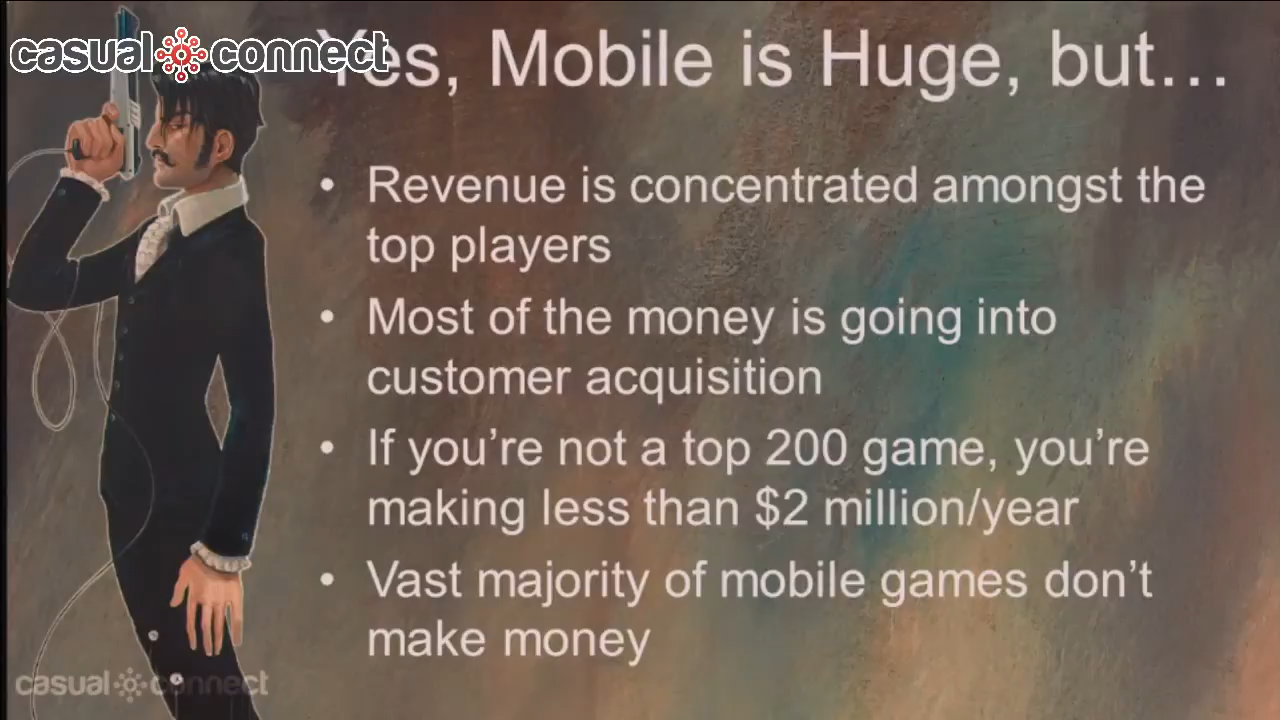 casual connect
Yes, Mobile is Huge, but…
• Revenue is concentrated amongst the
top players
• Most of the money is going into
customer acquisition
• If you’re not a top 200 game, you’re
making less than $2 million/year
• Vast majority of mobile games don’t
make money
casual connect